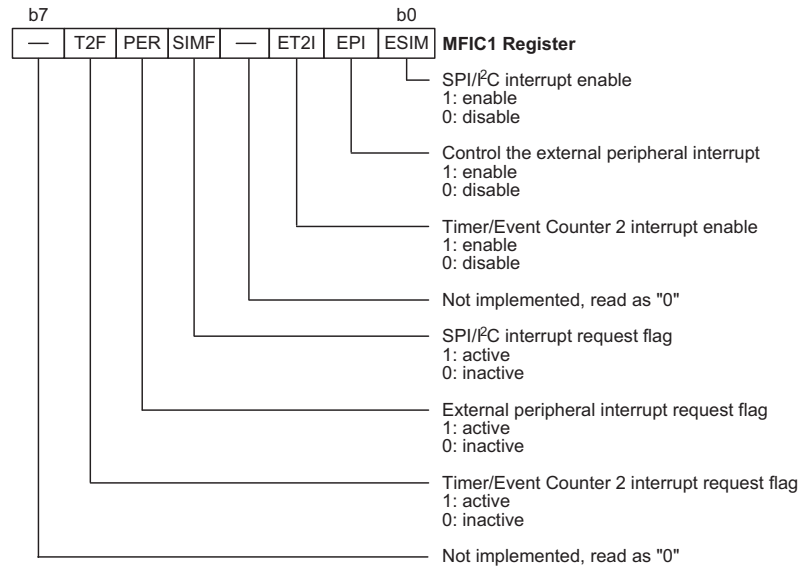 b7 b0
— T2F PER SIMF — ET2I EPI ESIM MFIC1 Register
SPI/I²C interrupt enable
1: enable
0: disable
Control the external peripheral interrupt
1: enable
0: disable
Timer/Event Counter 2 interrupt enable
1: enable
0: disable
Not implemented, read as "0"
SPI/I²C interrupt request flag
1: active
0: inactive
External peripheral interrupt request flag
1: active
0: inactive
Timer/Event Counter 2 interrupt request flag
1: active
0: inactive
Not implemented, read as "0"